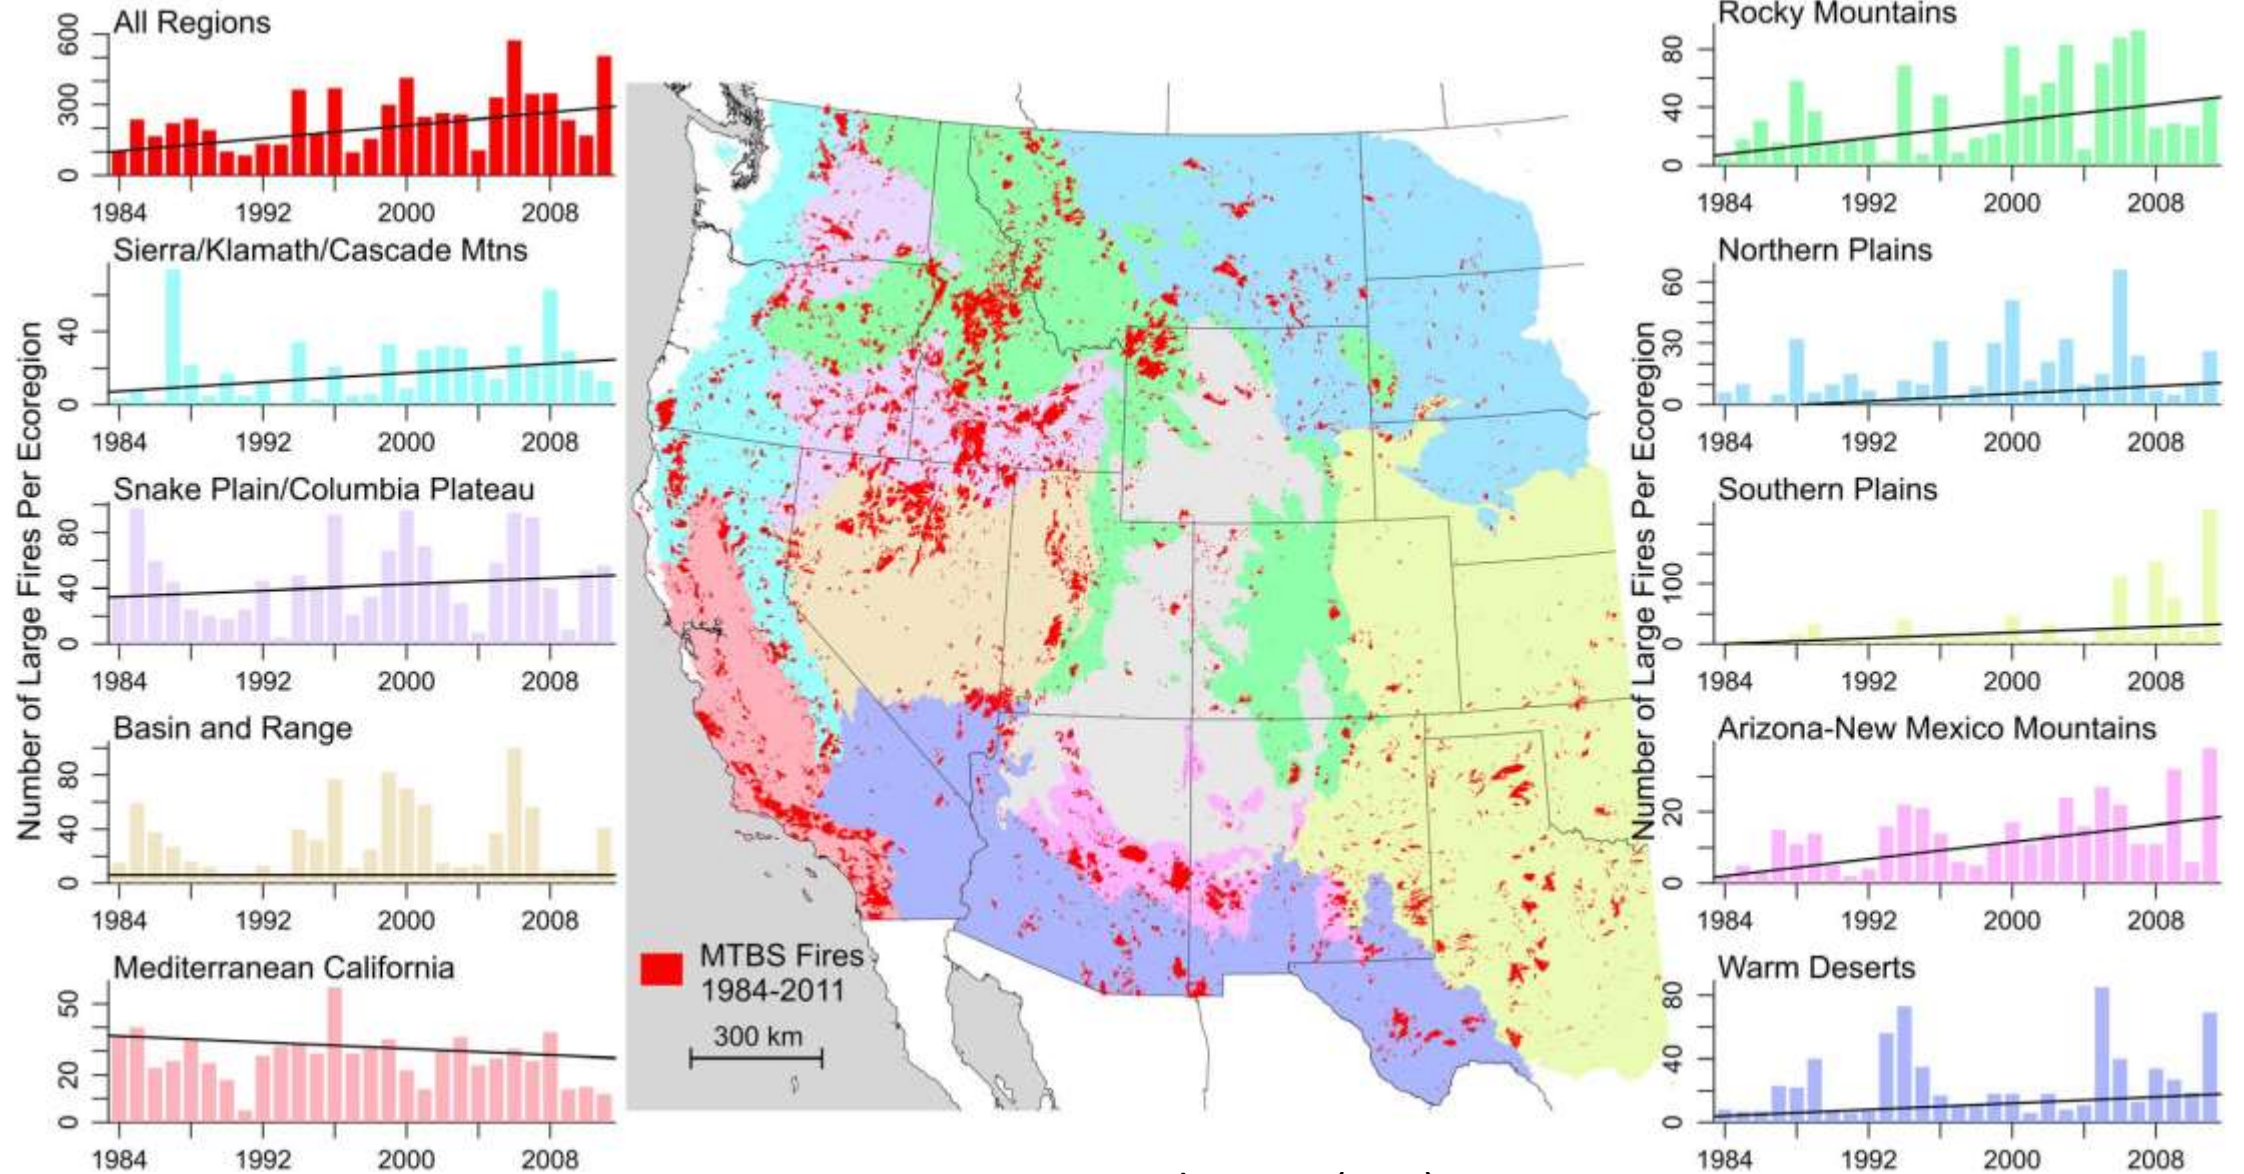 All Regions
600
300
0
1984 1992 2000 2008
Sierra/Klamath/Cascade Mtns
40
0
1984 1992 2000 2008
Snake Plain/Columbia Plateau
80
40
0
1984 1992 2000 2008
Basin and Range
80
40
0
1984 1992 2000 2008
Mediterranean California
50
20
0
1984 1992 2000 2008
Number of Large Fires Per Ecoregion
MTBS Fires
1984-2011
300 km
Rocky Mountains
80
40
0
1984 1992 2000 2008
Northern Plains
60
30
0
1984 1992 2000 2008
Southern Plains
100
0
1984 1992 2000 2008
Arizona-New Mexico Mountains
20
0
1984 1992 2000 2008
Warm Deserts
80
40
0
1984 1992 2000 2008
Number of Large Fires Per Ecoregion